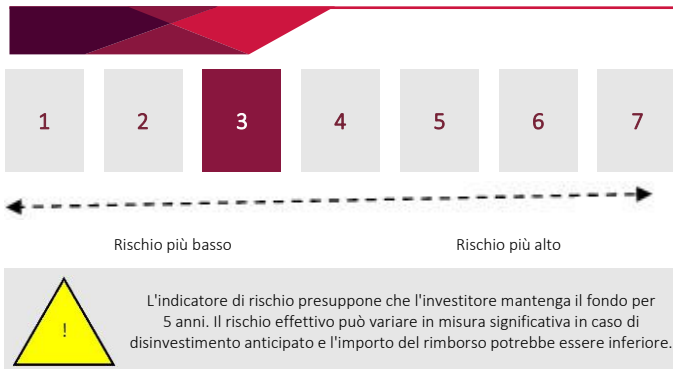 1 2 3 4 5 6 7
Rischio più basso Rischio più alto
!
L'indicatore di rischio presuppone che l'investitore mantenga il fondo per
5 anni. Il rischio effettivo può variare in misura significativa in caso di
disinvestimento anticipato e l'importo del rimborso potrebbe essere inferiore.